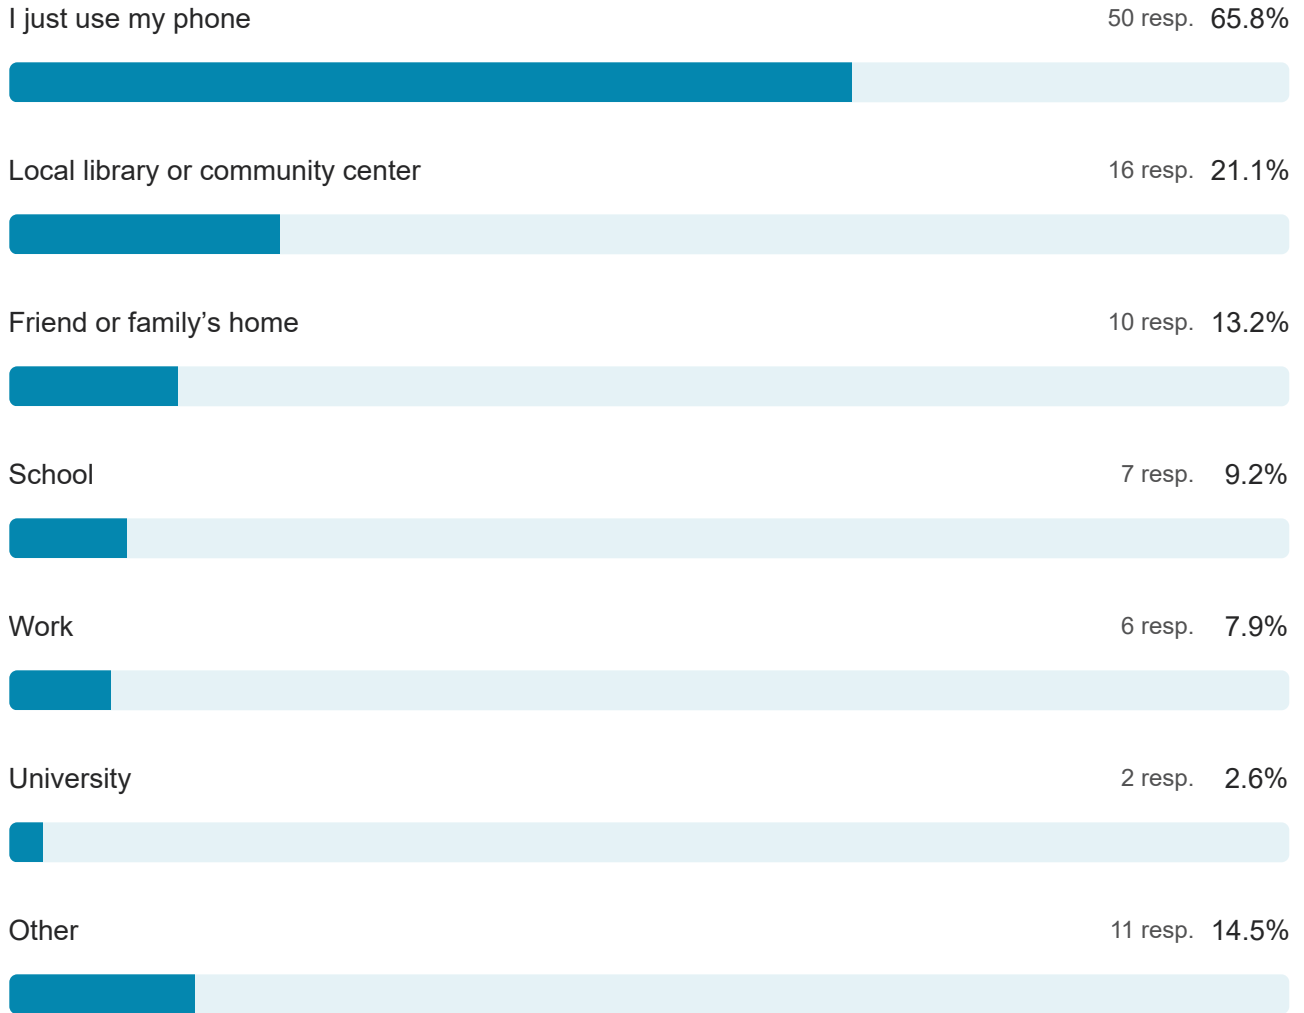 I just use my phone 50 resp. 65.8%
Local library or community center 16 resp. 21.1%
Friend or family’s home 10 resp. 13.2%
School 7 resp. 9.2%
Work 6 resp. 7.9%
University 2 resp. 2.6%
Other 11 resp. 14.5%